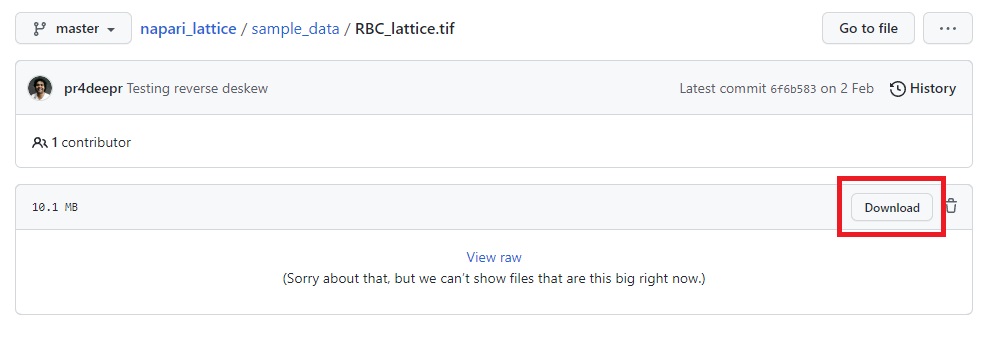 master napari_lattice / sample_data / RBC_lattice.tif Go to file ...
pr4deepr Testing reverse deskew Latest commit 6f6b583 on 2 Feb History
1 contributor
10.1 MB Download
View raw
(Sorry about that, but we can’t show files that are this big right now.)